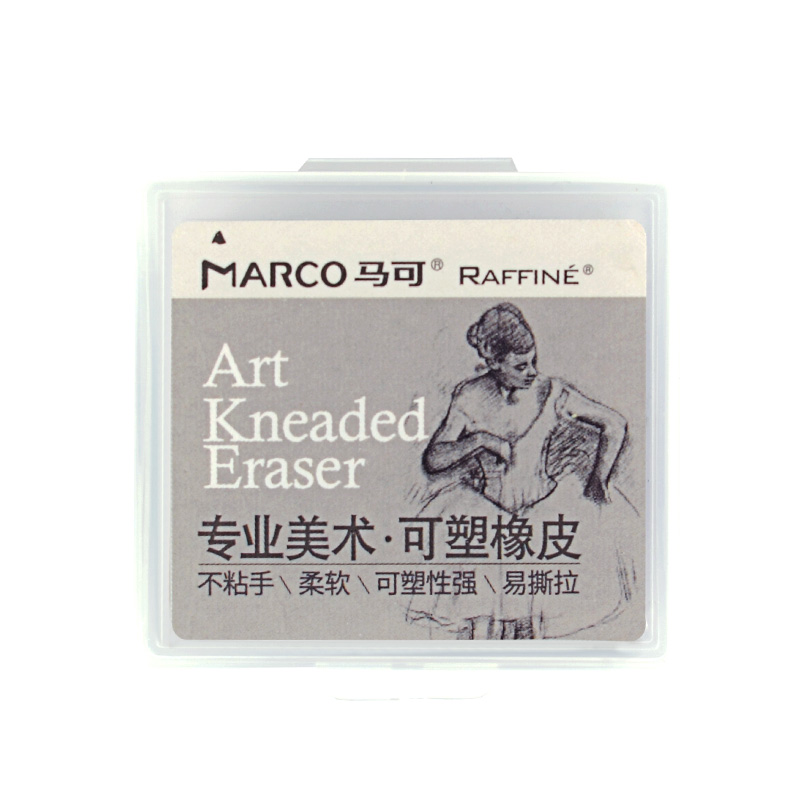 MARCO 马可® RAFFINÉ®
Art
Kneaded
Eraser
专业美术·可塑橡皮
不粘手 \ 柔软 \ 可塑性强 \ 易撕拉